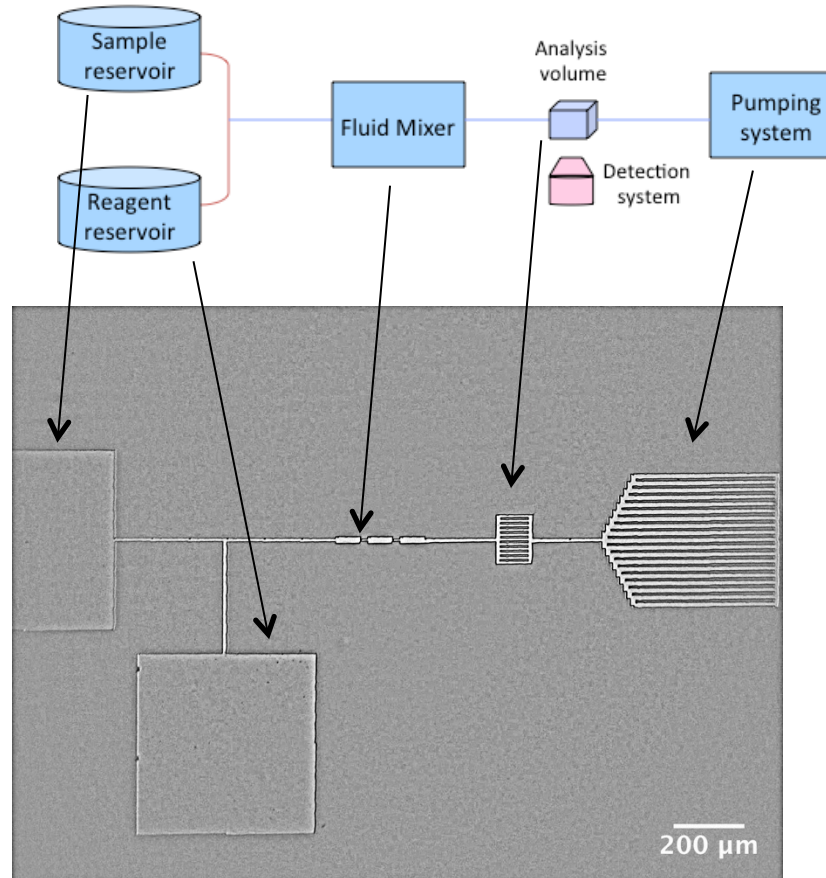 Sample
reservoir
Reagent
reservoir
Fluid Mixer
Analysis
volume
Detection
system
Pumping
system
200 µm